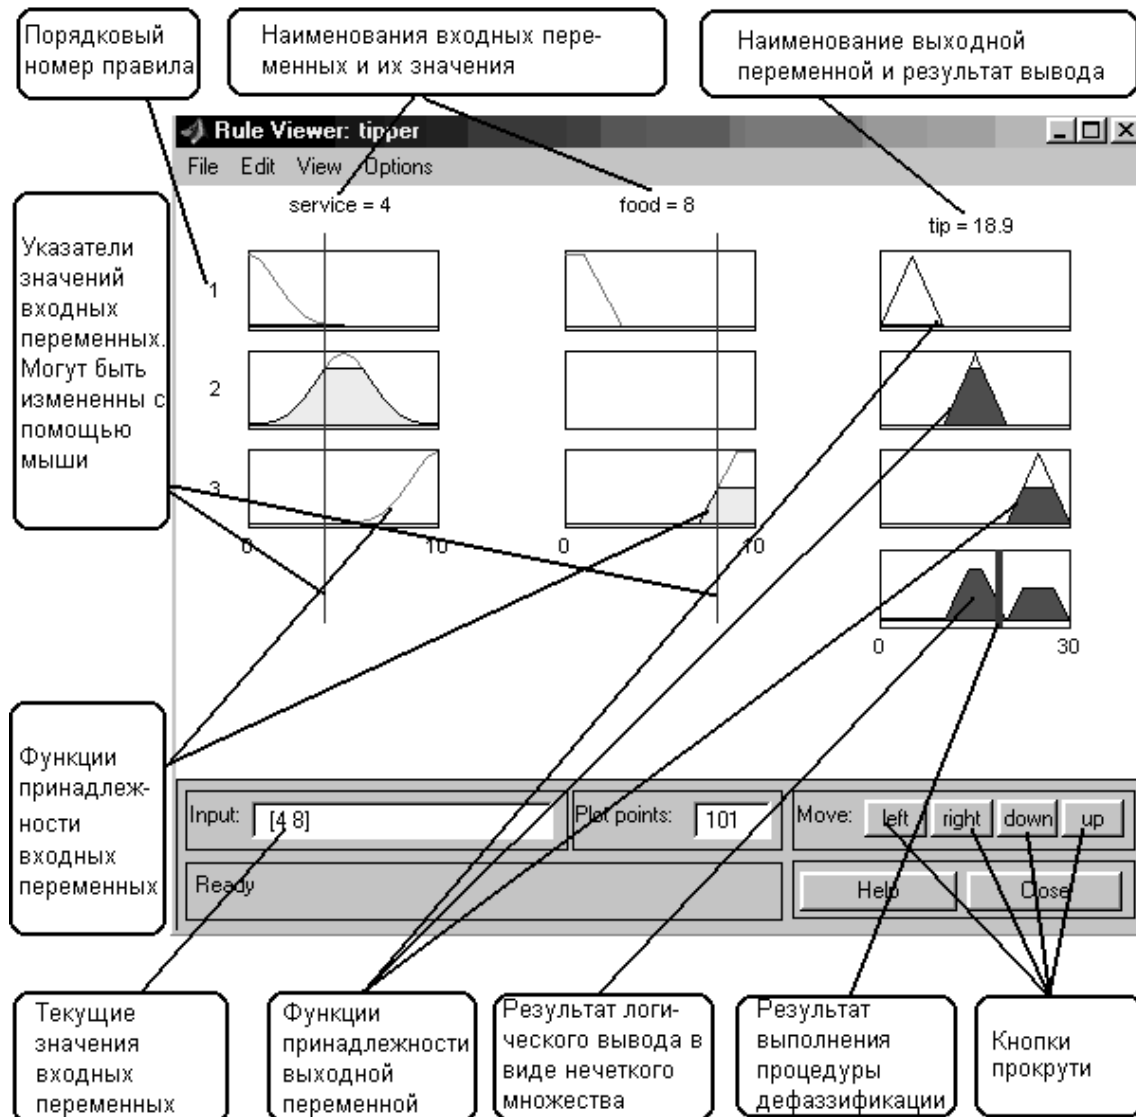 Порядковый
номер правила
Наименования входных пере-
менных и их значения
Наименование выходной
переменной и результат вывода
Rule Viewer: tipper
File Edit View Options
service = 4
food = 8
tip = 18.9
Указатели
значений
входных
переменных.
Могут быть
измененны с
помощью
мыши
1
2
3
0 10
0 10
0 30
Функции
принадлеж-
ности
входных
переменных
Input: [4 8]
Plot points: 101
Move: left right down up
Ready
Help Close
Текущие
значения
входных
переменных
Функции
принадлежности
выходной
переменной
Результат логи-
ческого вывода в
виде нечеткого
множества
Результат
выполнения
процедуры
дефаззификации
Кнопки
прокрути